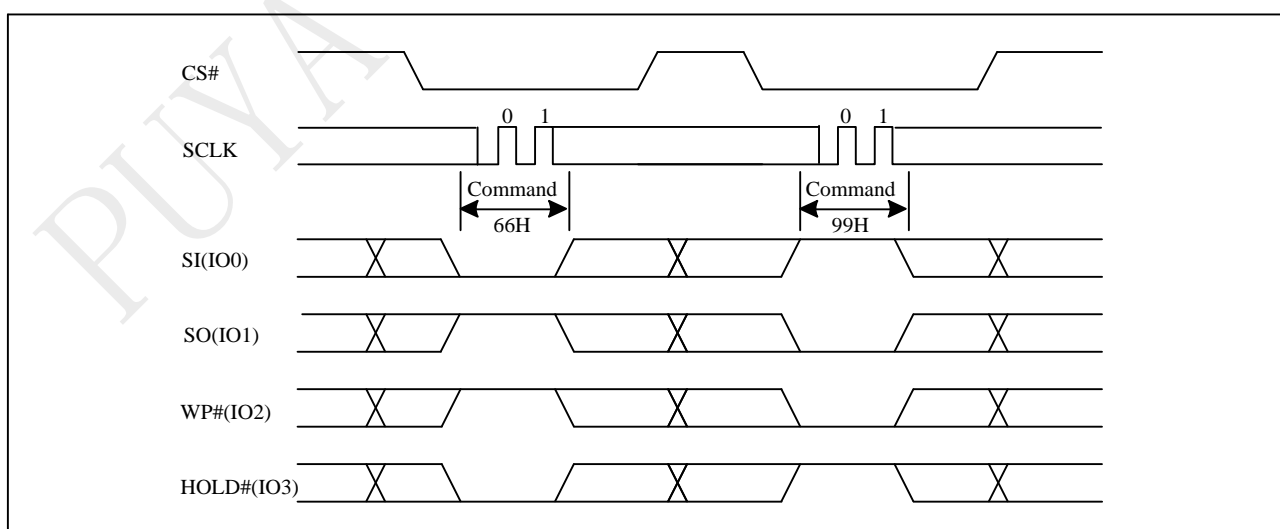 PUYA
CS#
0 1 0 1
SCLK
Command Command
66H 99H
SI(IO0)
SO(IO1)
WP#(IO2)
HOLD#(IO3)